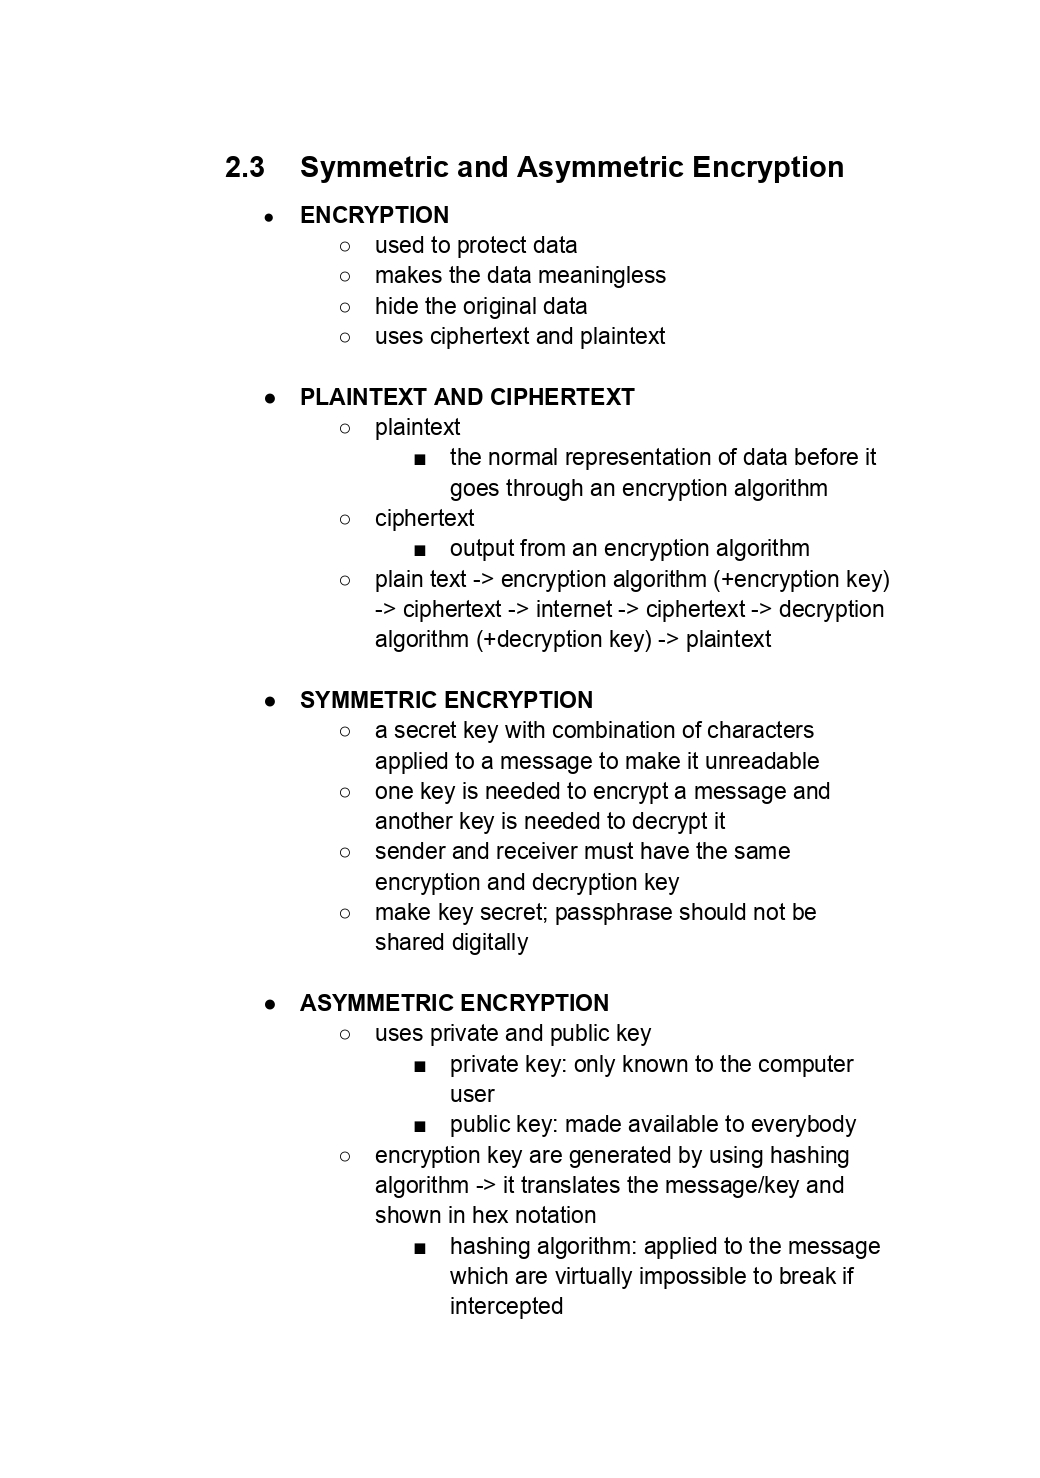 2.3 Symmetric and Asymmetric Encryption
● ENCRYPTION
○ used to protect data
○ makes the data meaningless
○ hide the original data
○ uses ciphertext and plaintext
● PLAINTEXT AND CIPHERTEXT
○ plaintext
■ the normal representation of data before it
goes through an encryption algorithm
○ ciphertext
■ output from an encryption algorithm
○ plain text -> encryption algorithm (+encryption key)
-> ciphertext -> internet -> ciphertext -> decryption
algorithm (+decryption key) -> plaintext
● SYMMETRIC ENCRYPTION
○ a secret key with combination of characters
applied to a message to make it unreadable
○ one key is needed to encrypt a message and
another key is needed to decrypt it
○ sender and receiver must have the same
encryption and decryption key
○ make key secret; passphrase should not be
shared digitally
● ASYMMETRIC ENCRYPTION
○ uses private and public key
■ private key: only known to the computer
user
■ public key: made available to everybody
○ encryption key are generated by using hashing
algorithm -> it translates the message/key and
shown in hex notation
■ hashing algorithm: applied to the message
which are virtually impossible to break if
intercepted